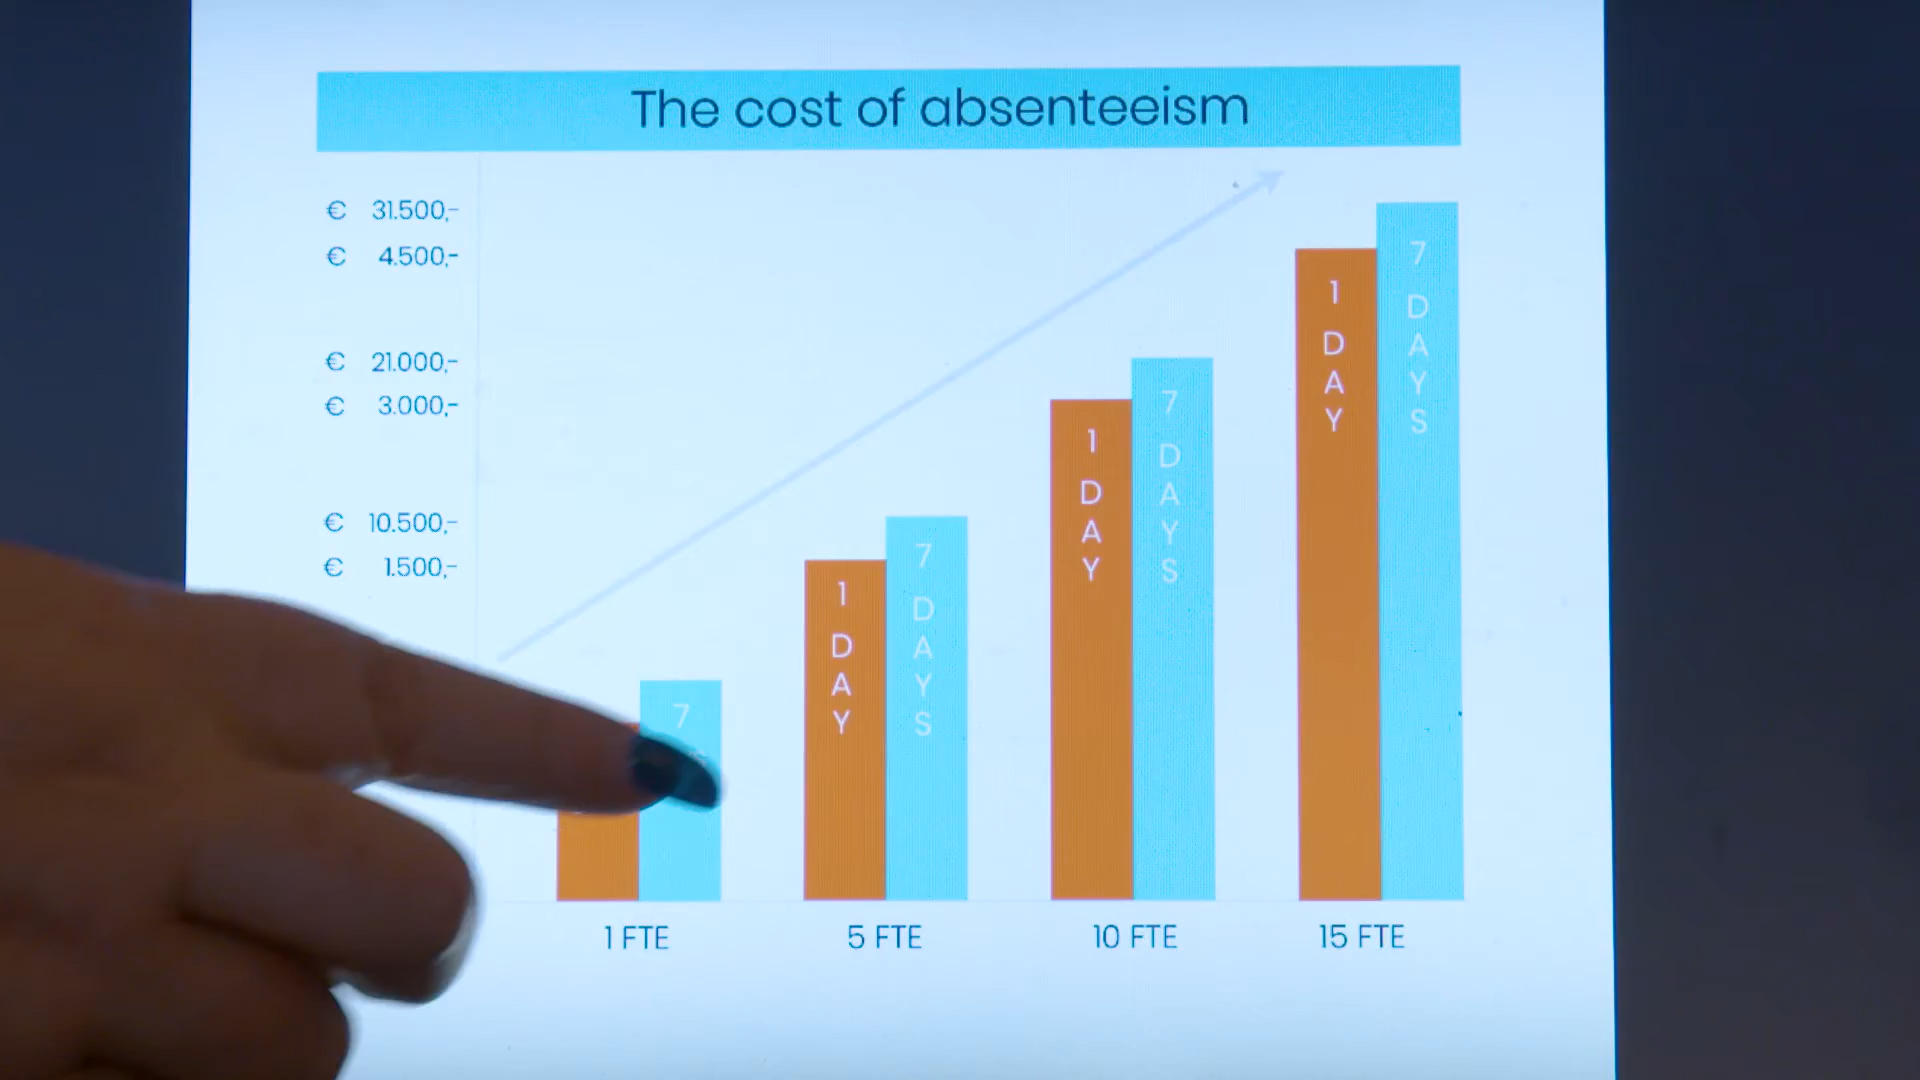 The cost of absenteeism
€ 31.500,-
€ 4.500,-
€ 21.000,-
€ 3.000,-
€ 10.500,-
€ 1.500,-
7
1 DAY
7 DAYS
1 DAY
7 DAYS
1 DAY
7 DAYS
1 FTE
5 FTE
10 FTE
15 FTE